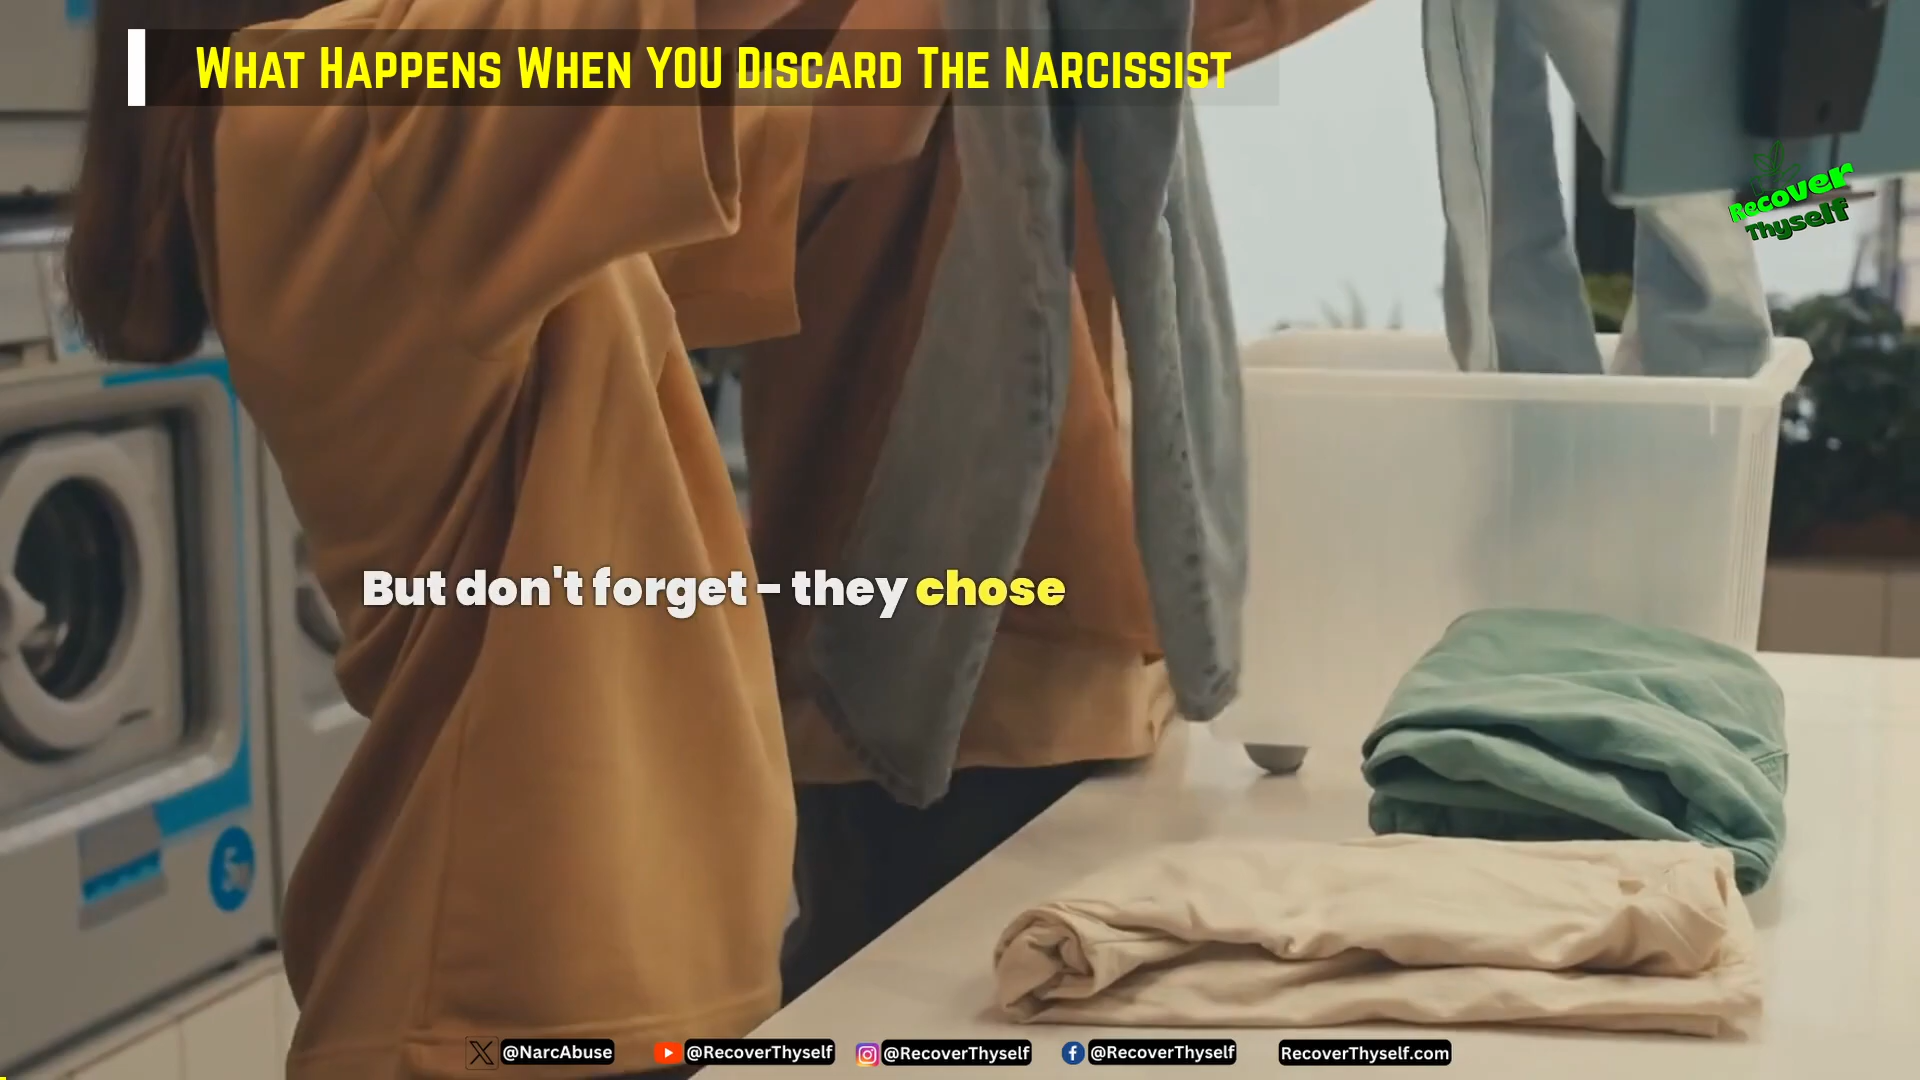 What Happens When YOU Discard The Narcissist
Recover
Thyself
But don't forget - they chose
@NarcAbuse
@RecoverThyself
@RecoverThyself
@RecoverThyself
RecoverThyself.com